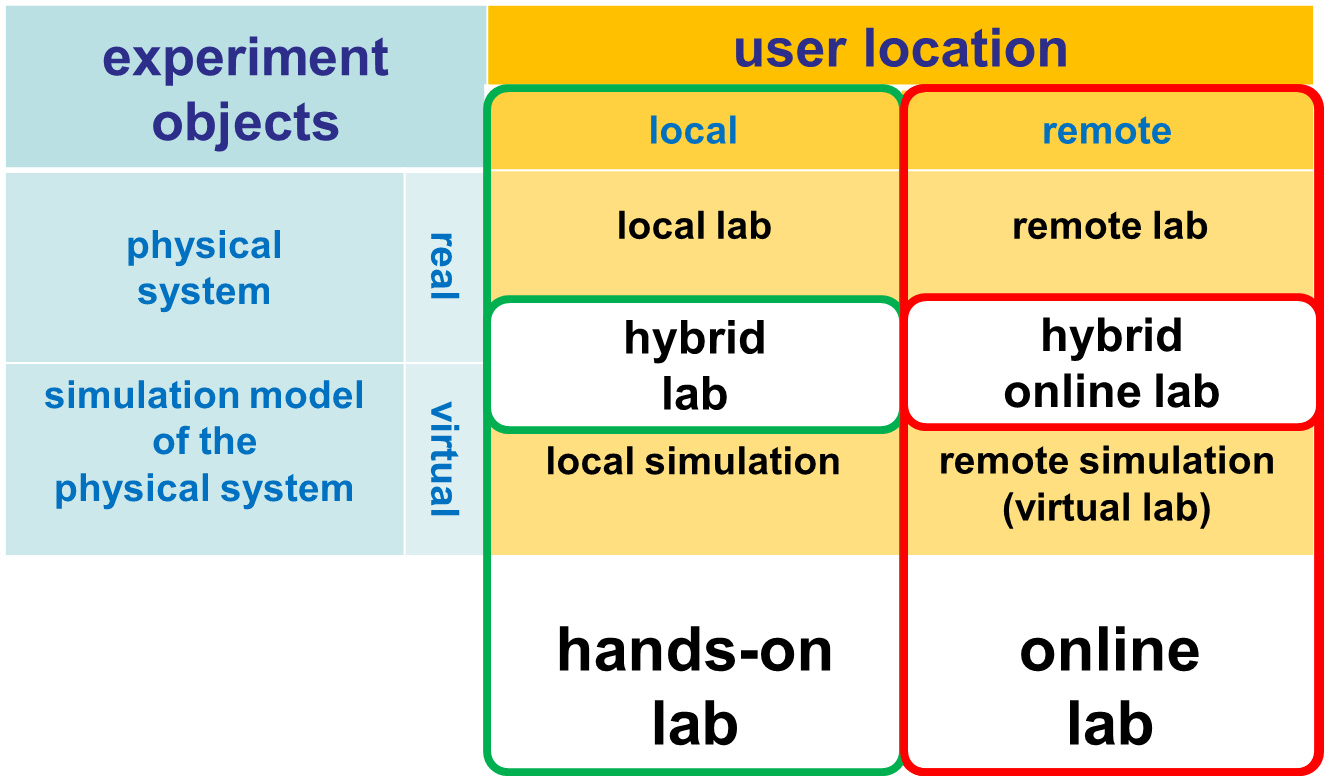 experiment
objects
user location
local
remote
physical
system
real
local lab
remote lab
hybrid
lab
hybrid
online lab
simulation model
of the
physical system
virtual
local simulation
remote simulation
(virtual lab)
hands-on
lab
online
lab